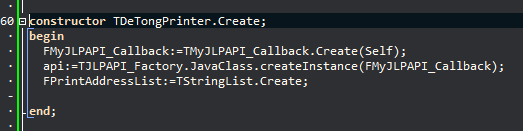 60 constructor TDeTongPrinter.Create;
begin
FMyJLPAPI_Callback:=TMyJLPAPI_Callback.Create(Self);
api:=TJLPAPI_Factory.JavaClass.createInstance(FMyJLPAPI_Callback);
FPrintAddressList:=TStringList.Create;
end;